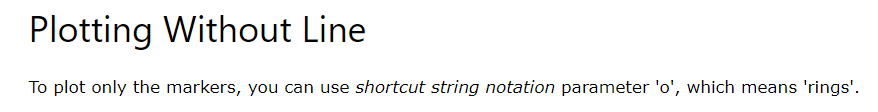 Plotting Without Line
To plot only the markers, you can use shortcut string notation parameter 'o', which means 'rings'.